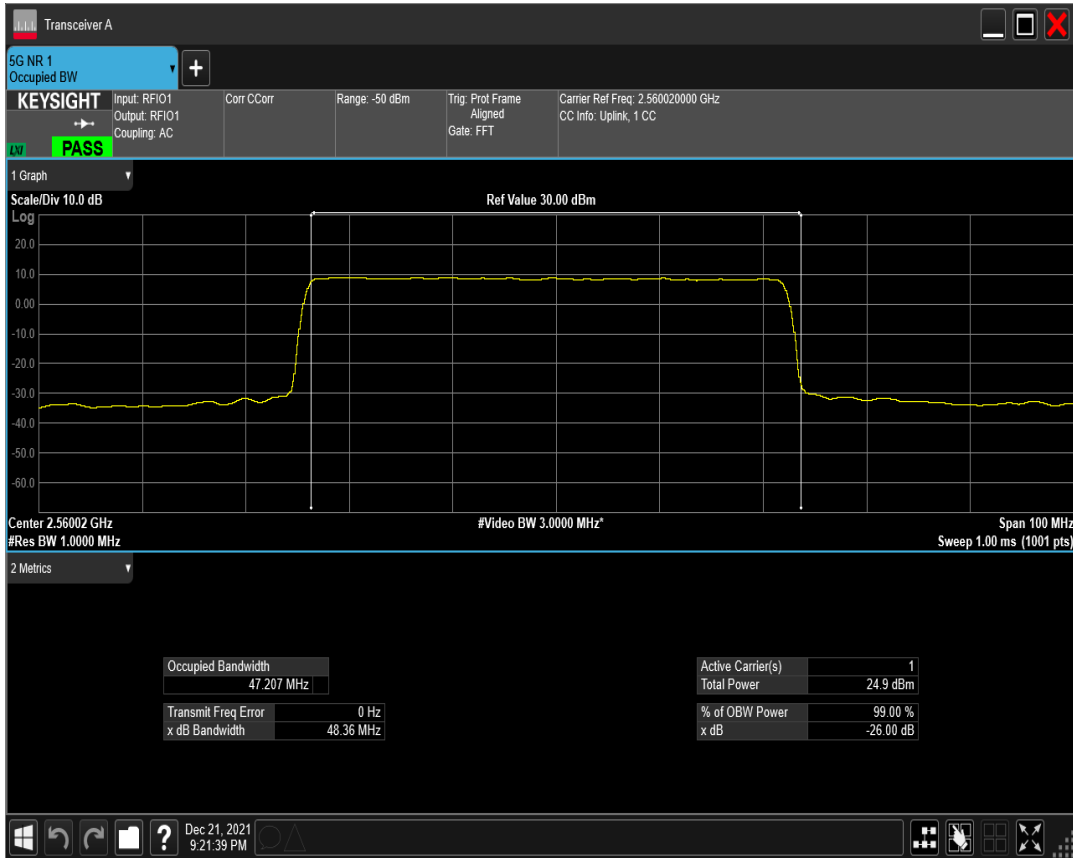 Transceiver A
5G NR 1
Occupied BW
KEYSIGHT
LXI
PASS
Input: RFIO1
Output: RFIO1
Coupling: AC
Corr CCorr
Range: -50 dBm
Trig: Prot Frame
Aligned
Gate: FFT
Carrier Ref Freq: 2.560020000 GHz
CC Info: Uplink, 1 CC
1 Graph
Scale/Div 10.0 dB
Ref Value 30.00 dBm
Log
20.0
10.0
0.00
-10.0
-20.0
-30.0
-40.0
-50.0
-60.0
Center 2.56002 GHz
#Video BW 3.0000 MHz*
Span 100 MHz
#Res BW 1.0000 MHz
Sweep 1.00 ms (1001 pts)
2 Metrics
Occupied Bandwidth
47.207 MHz
Transmit Freq Error 0 Hz
x dB Bandwidth 48.36 MHz
Active Carrier(s) 1
Total Power 24.9 dBm
% of OBW Power 99.00 %
x dB -26.00 dB
?
Dec 21, 2021
9:21:39 PM